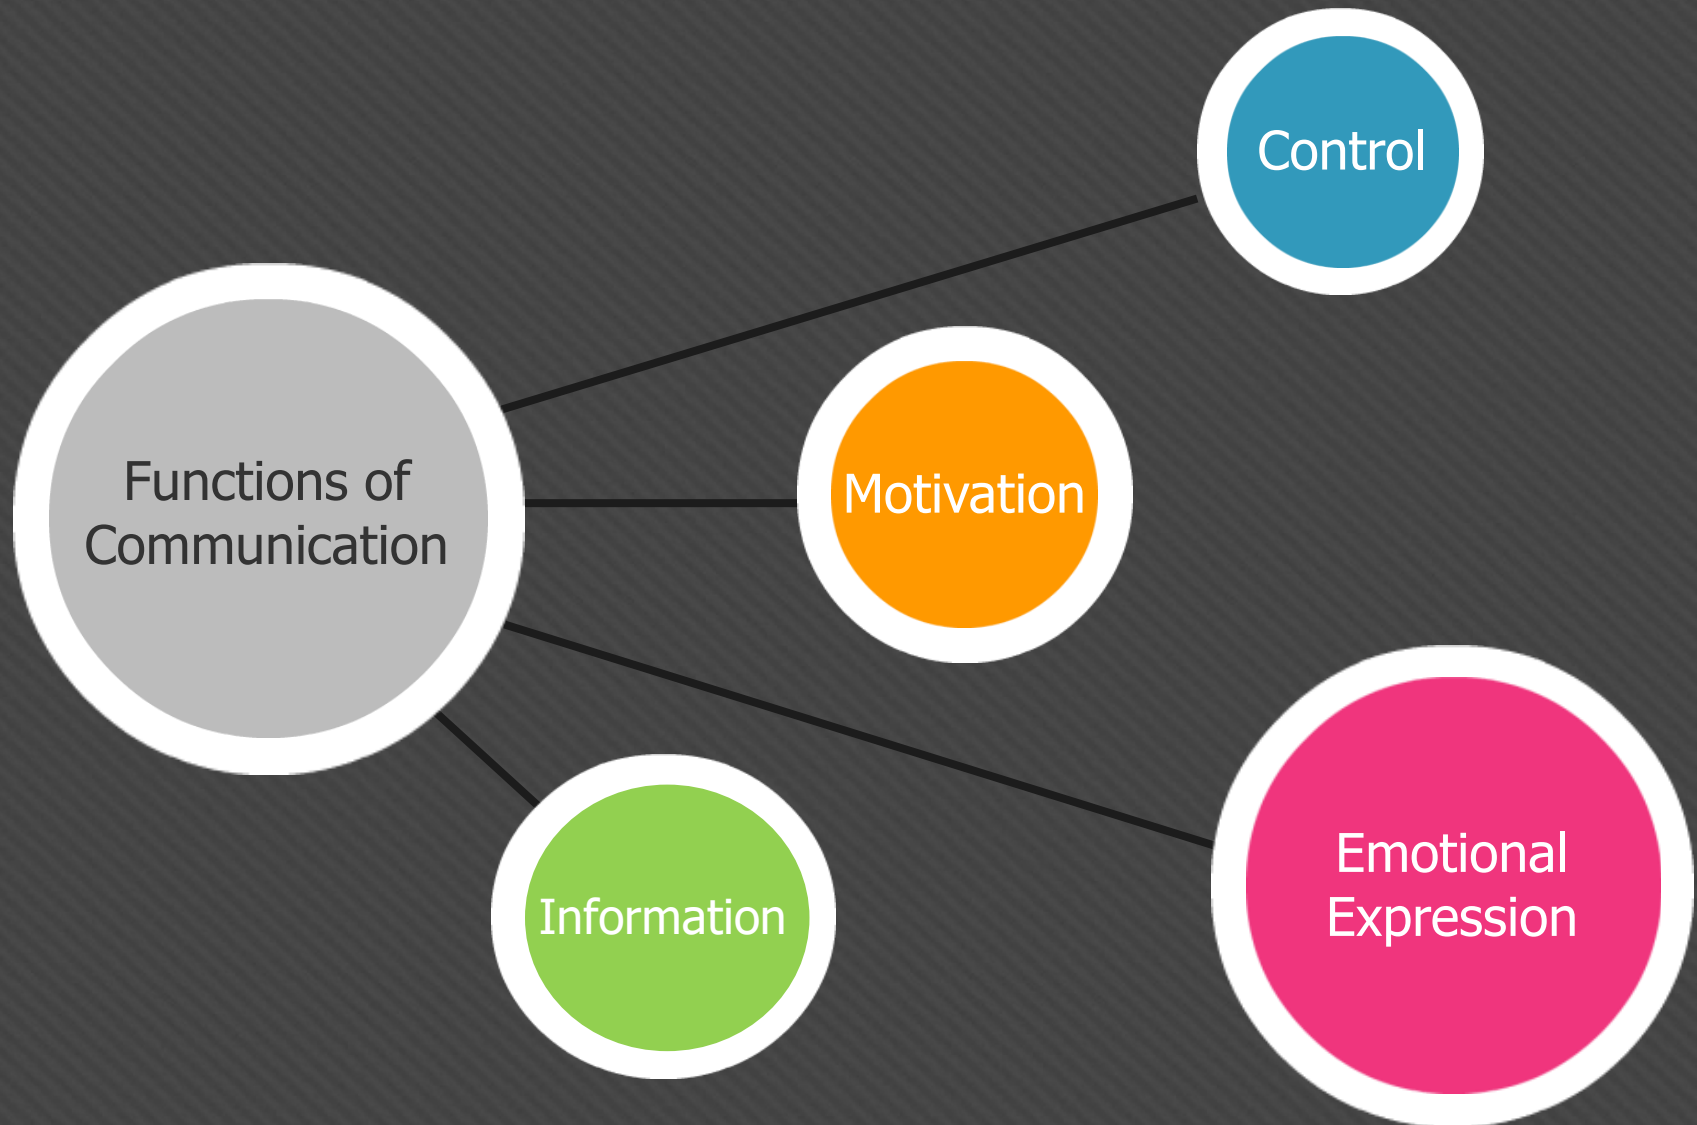 Functions of
Communication
Control
Motivation
Information
Emotional
Expression